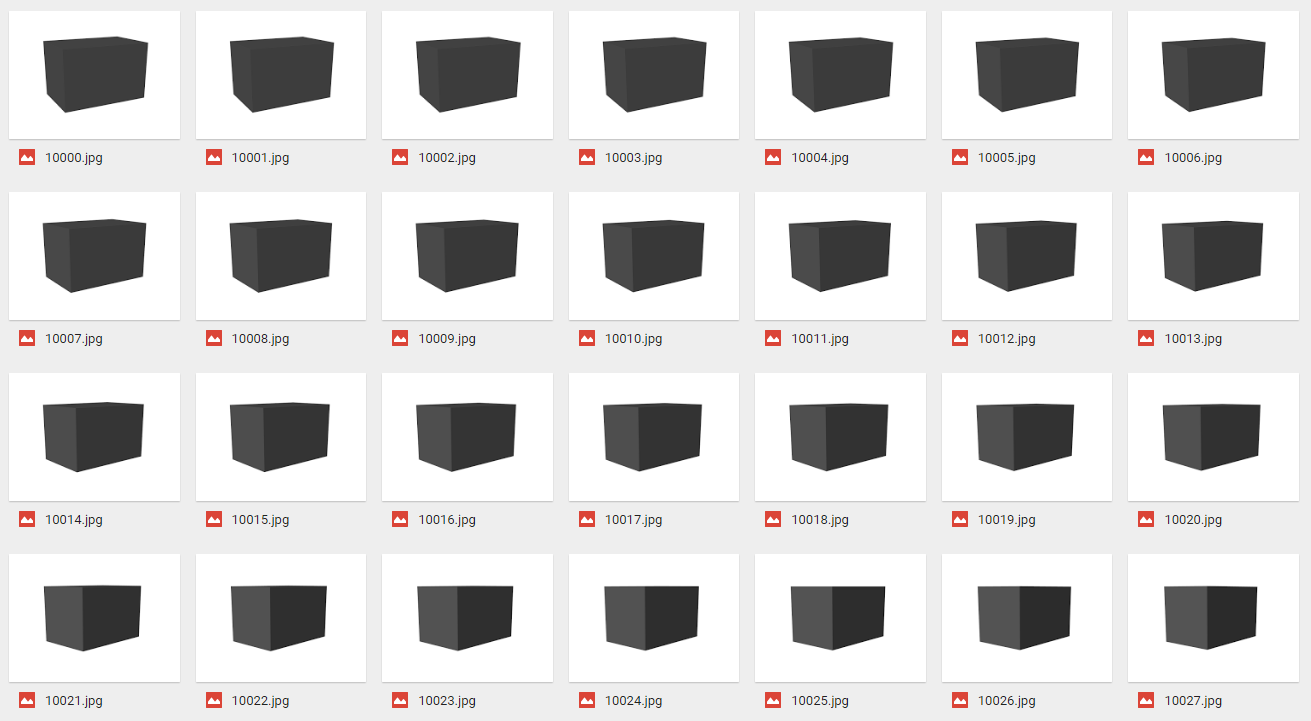 10000.jpg 10001.jpg 10002.jpg 10003.jpg 10004.jpg 10005.jpg 10006.jpg
10007.jpg 10008.jpg 10009.jpg 10010.jpg 10011.jpg 10012.jpg 10013.jpg
10014.jpg 10015.jpg 10016.jpg 10017.jpg 10018.jpg 10019.jpg 10020.jpg
10021.jpg 10022.jpg 10023.jpg 10024.jpg 10025.jpg 10026.jpg 10027.jpg